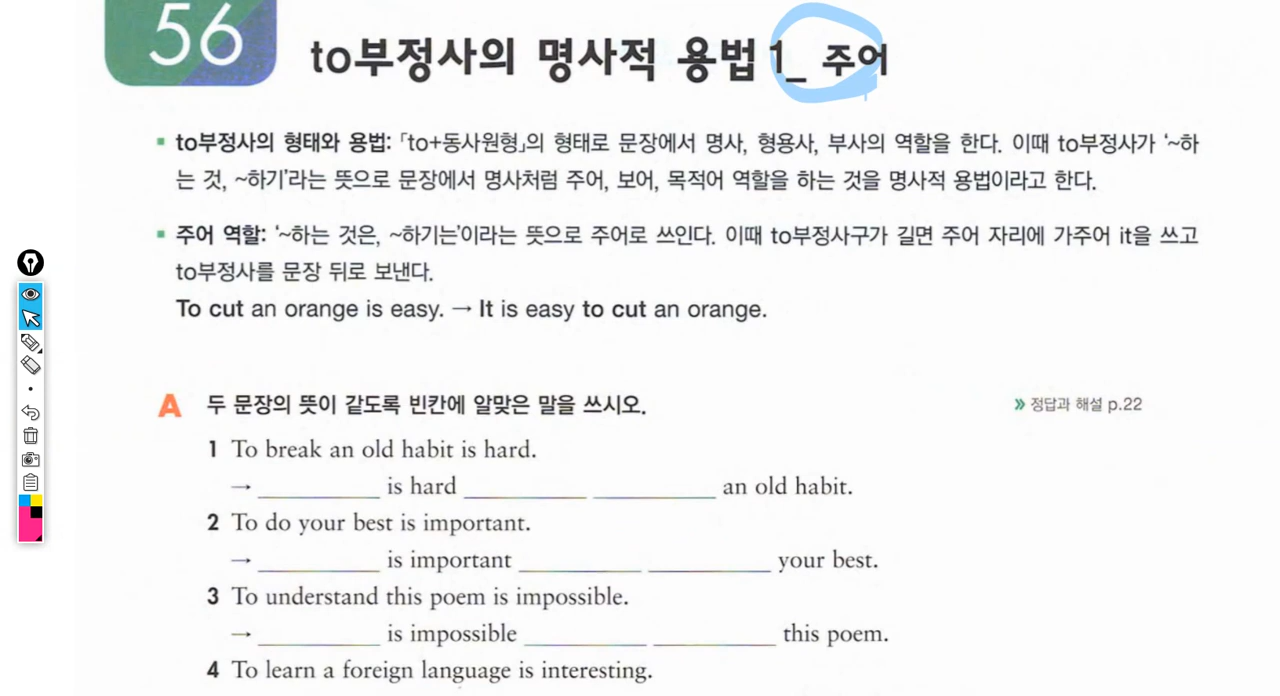 56
to부정사의 명사적 용법 1_ 주어
▪ to부정사의 형태와 용법: 「to+동사원형」의 형태로 문장에서 명사, 형용사, 부사의 역할을 한다. 이때 to부정사가 ‘~하
는 것, ~하기’라는 뜻으로 문장에서 명사처럼 주어, 보어, 목적어 역할을 하는 것을 명사적 용법이라고 한다.
▪ 주어 역할: ‘~하는 것은, ~하기는’이라는 뜻으로 주어로 쓰인다. 이때 to부정사구가 길면 주어 자리에 가주어 it을 쓰고
to부정사를 문장 뒤로 보낸다.
To cut an orange is easy. → It is easy to cut an orange.
A 두 문장의 뜻이 같도록 빈칸에 알맞은 말을 쓰시오.
» 정답과 해설 p.22
1 To break an old habit is hard.
→ ________ is hard ________ ________ an old habit.
2 To do your best is important.
→ ________ is important ________ ________ your best.
3 To understand this poem is impossible.
→ ________ is impossible ________ ________ this poem.
4 To learn a foreign language is interesting.